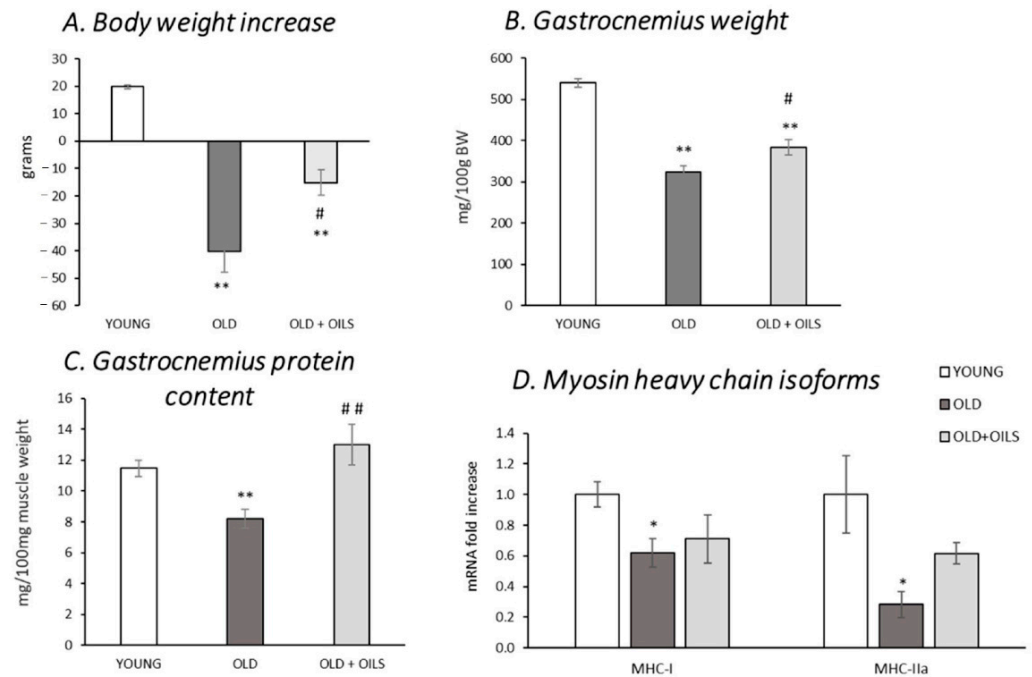 A. Body weight increase
30
20
10
0
– 10
– 20
– 30
– 40
– 50
– 60
grams
**
#
**
YOUNG OLD OLD + OILS
B. Gastrocnemius weight
600
500
400
300
200
100
0
mg/100g BW
**
#
**
YOUNG OLD OLD + OILS
C. Gastrocnemius protein
content
16
14
12
10
8
6
4
2
0
mg/100mg muscle weight
**
# #
YOUNG OLD OLD + OILS
D. Myosin heavy chain isoforms
YOUNG
OLD
OLD+OILS
1.4
1.2
1.0
0.8
0.6
0.4
0.2
0.0
mRNA fold increase
*
*
MHC-I MHC-IIa